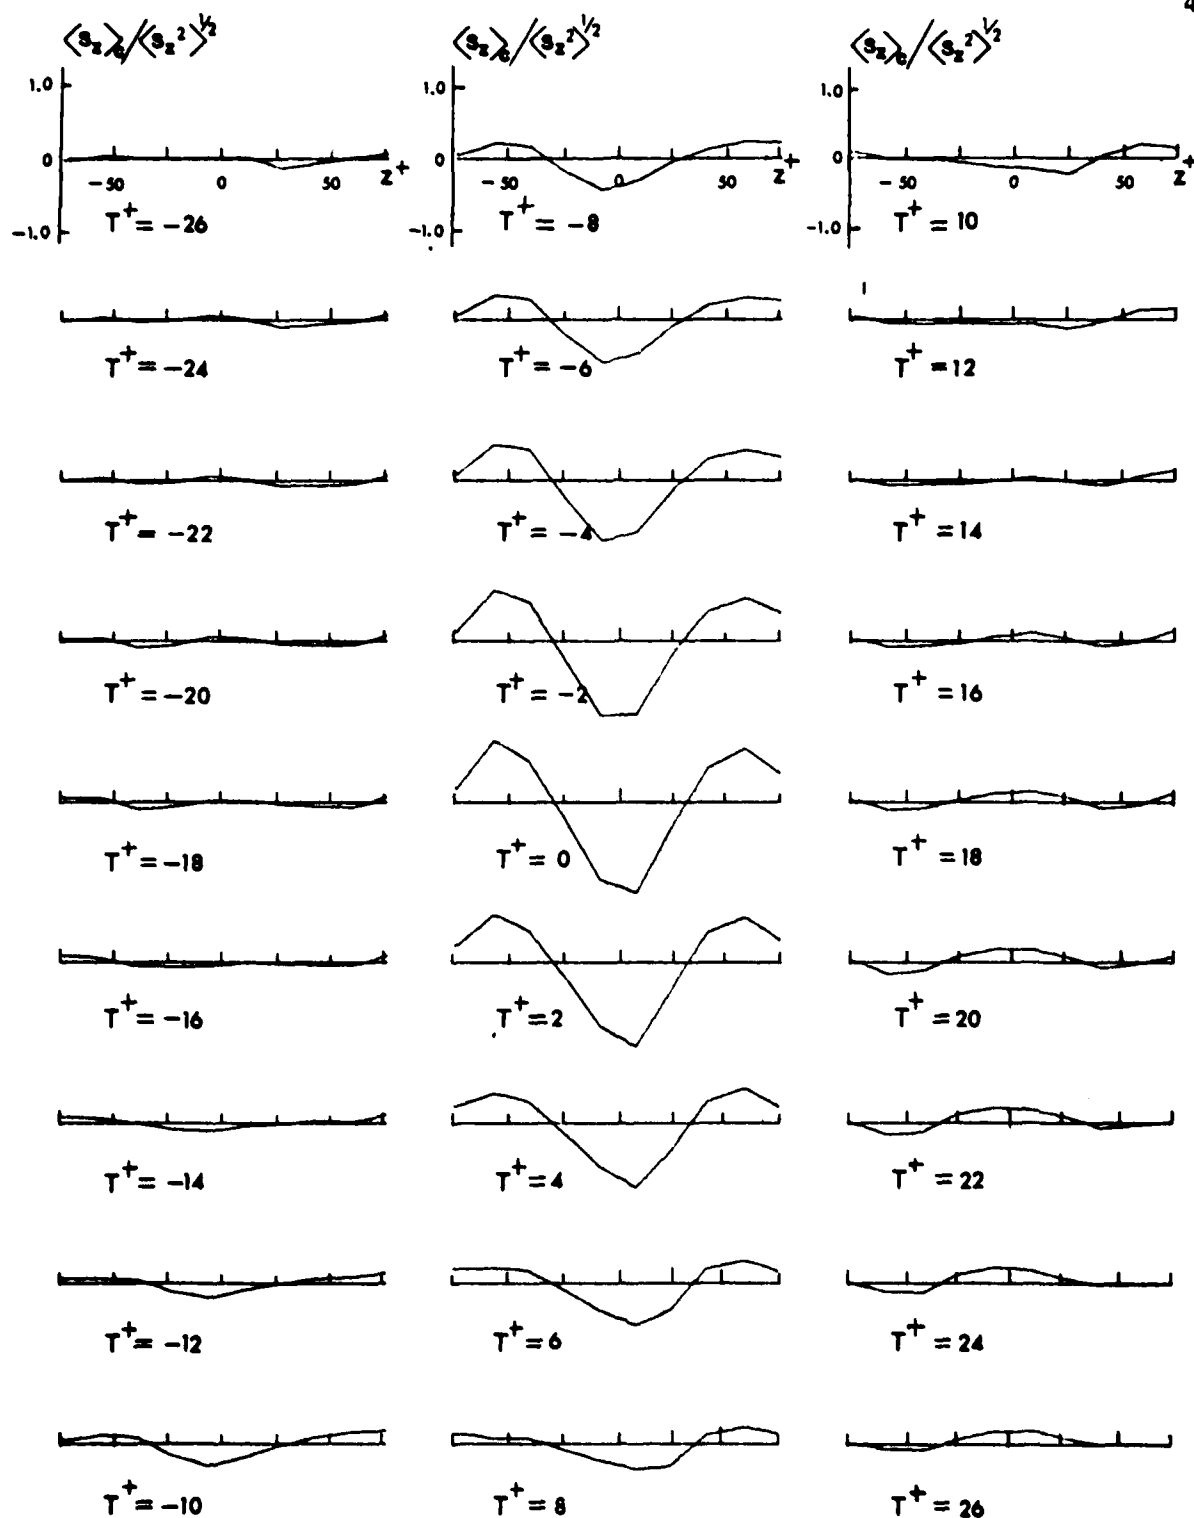 4
⟨S_z⟩_c/⟨S_z²⟩^1/2 ⟨S_z⟩_c/⟨S_z²⟩^1/2 ⟨S_z⟩_c/⟨S_z²⟩^1/2
1.0 1.0 1.0
0 0 0
-50 0 50 z+ -50 0 50 z+ -50 0 50 z+
T+ = -26 T+ = -8 T+ = 10
-1.0 -1.0 -1.0
T+ = -24 T+ = -6 T+ = 12
T+ = -22 T+ = -4 T+ = 14
T+ = -20 T+ = -2 T+ = 16
T+ = -18 T+ = 0 T+ = 18
T+ = -16 T+ = 2 T+ = 20
T+ = -14 T+ = 4 T+ = 22
T+ = -12 T+ = 6 T+ = 24
T+ = -10 T+ = 8 T+ = 26